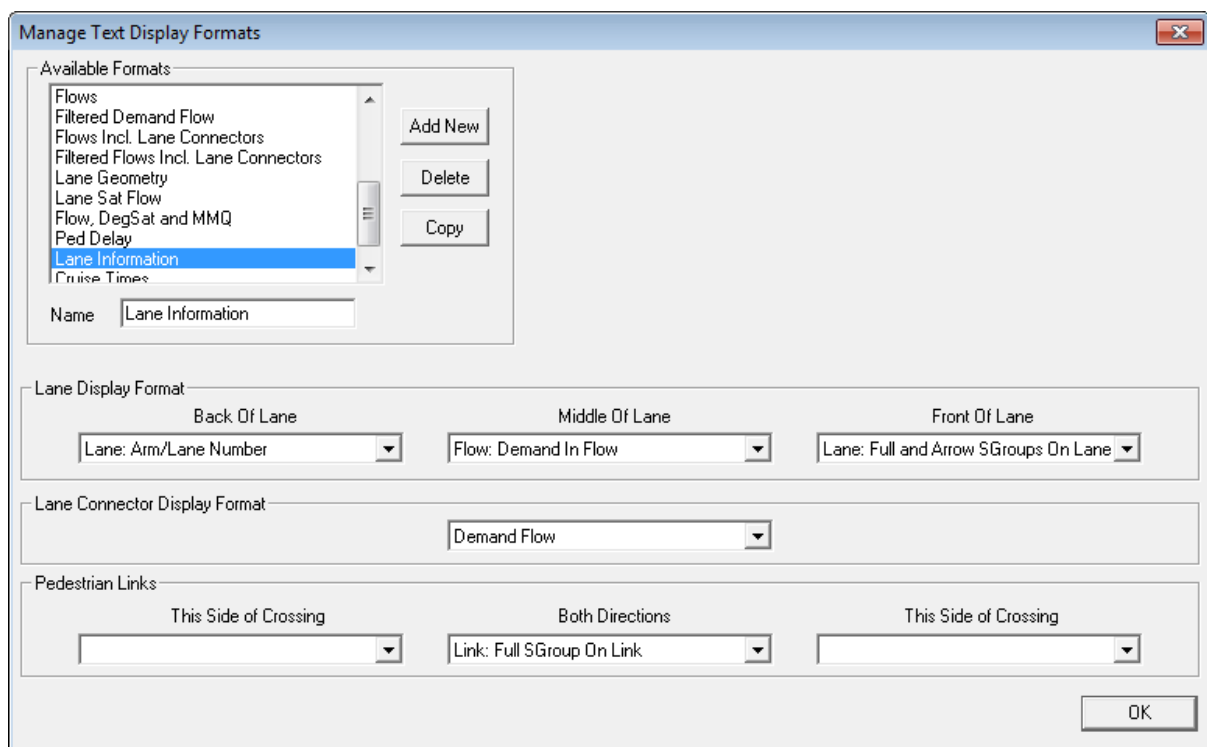 Manage Text Display Formats
Available Formats
Flows
Filtered Demand Flow
Flows Incl. Lane Connectors
Filtered Flows Incl. Lane Connectors
Lane Geometry
Lane Sat Flow
Flow, DegSat and MMQ
Ped Delay
Lane Information
Cruise Times
Add New
Delete
Copy
Name Lane Information
Lane Display Format
Back Of Lane Middle Of Lane Front Of Lane
Lane: Arm/Lane Number Flow: Demand In Flow Lane: Full and Arrow SGroups On Lane
Lane Connector Display Format
Demand Flow
Pedestrian Links
This Side of Crossing Both Directions This Side of Crossing
Link: Full SGroup On Link
OK